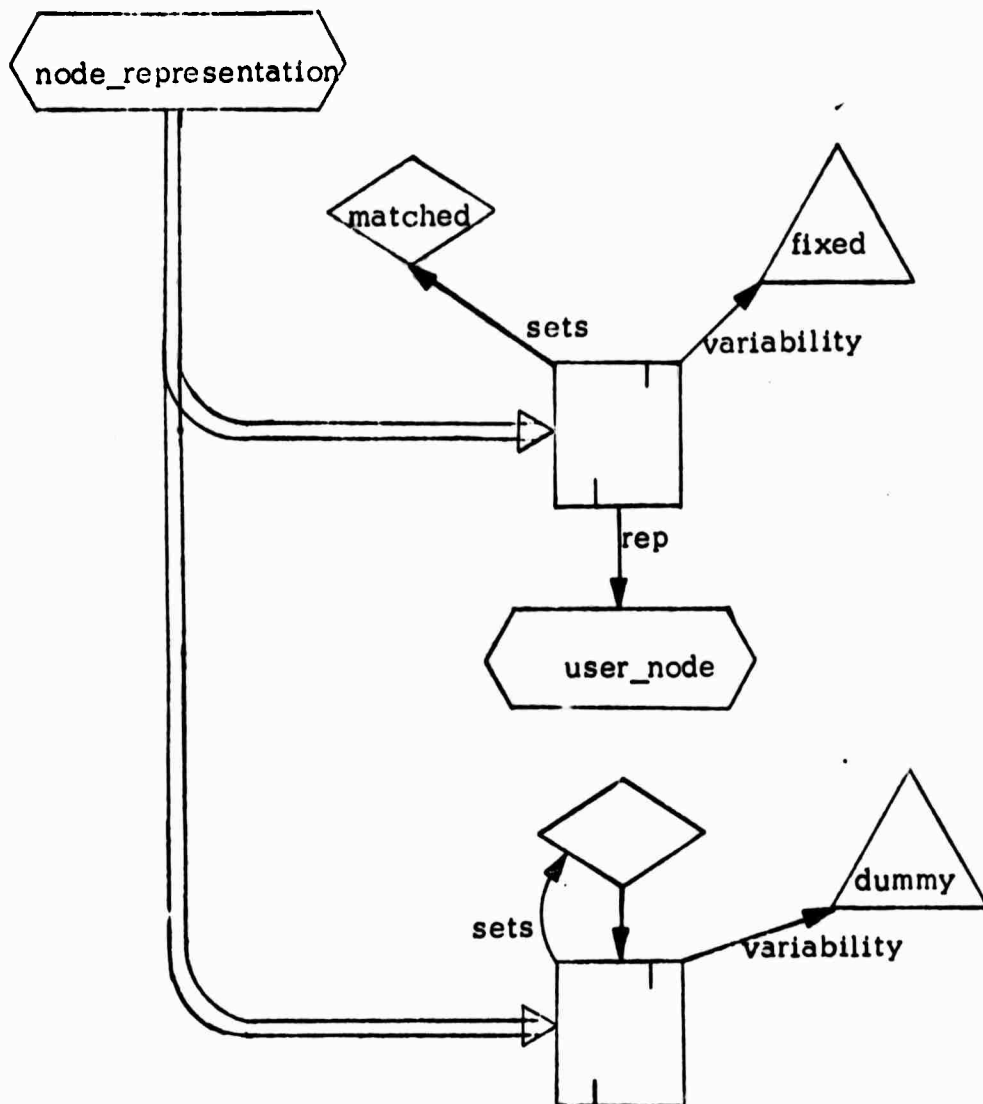 node_representation
matched
fixed
sets
variability
rep
user_node
dummy
sets
variability